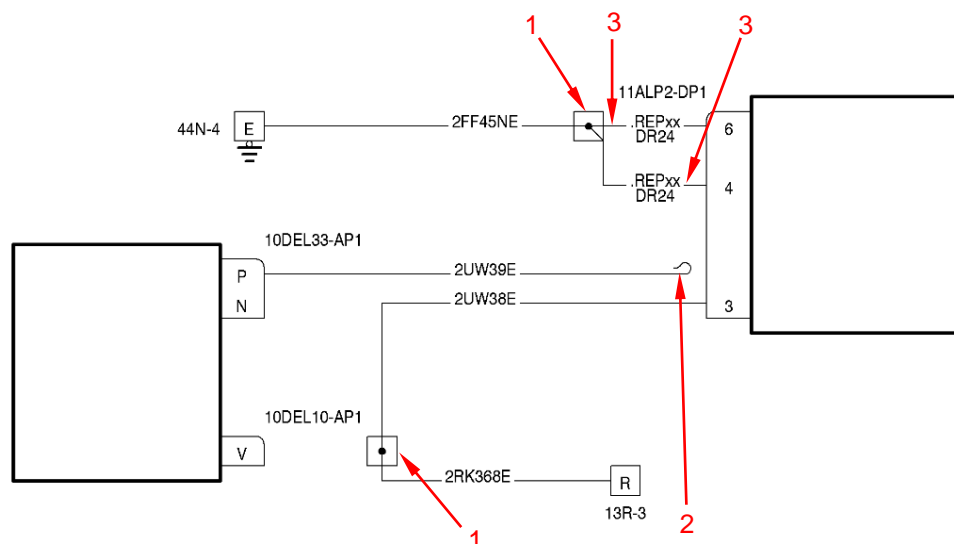 1
3
3
11ALP2-DP1
44N-4
E
2FF45NE
.REPxx
DR24
6
.REPxx
DR24
4
10DEL33-AP1
P
2UW39E
N
2UW38E
3
2
10DEL10-AP1
V
2RK368E
R
13R-3
1